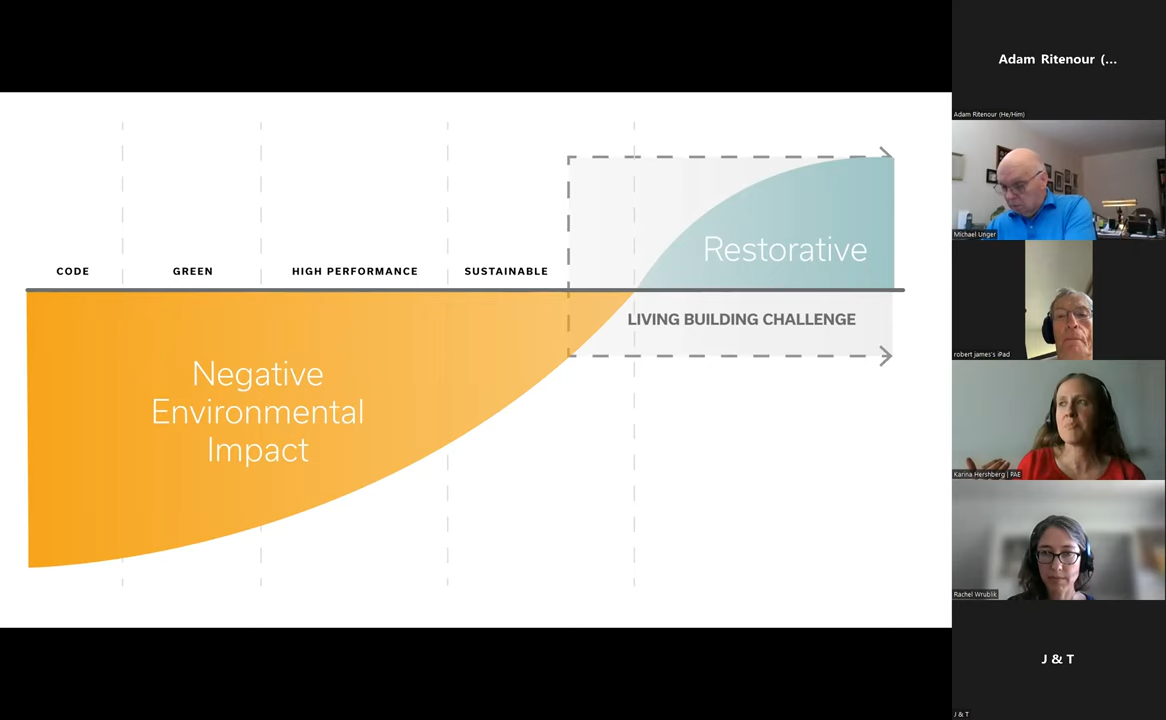 CODE
GREEN
HIGH PERFORMANCE
SUSTAINABLE
Restorative
LIVING BUILDING CHALLENGE
Negative
Environmental
Impact
Adam Ritenour (...
Adam Ritenour (He/Him)
Michael Unger
robert james's iPad
Karina Hershberg | PAE
Rachel Wrublik
J & T
J & T